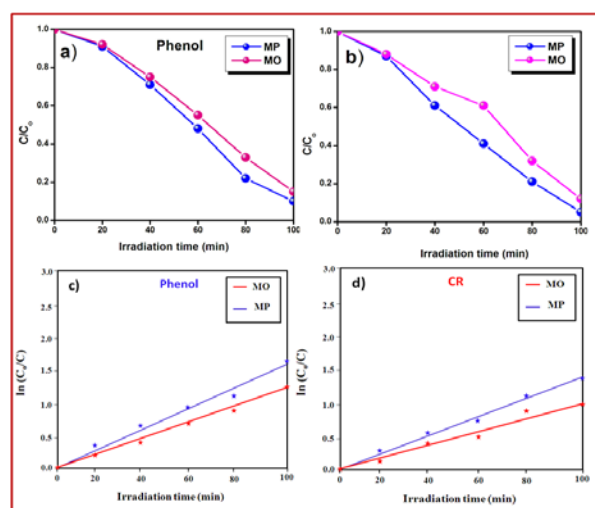 a) Phenol
MP
MO
C/Co
1.0
0.8
0.6
0.4
0.2
0.0
0 20 40 60 80 100
Irradiation time (min)
b)
MP
MO
C/Co
1.0
0.8
0.6
0.4
0.2
0.0
0 20 40 60 80 100
Irradiation time (min)
c) Phenol
MO
MP
ln (C₀/C)
3.0
2.5
2.0
1.5
1.0
0.5
0.0
0 20 40 60 80 100
Irradiation time (min)
d) CR
MO
MP
ln (C₀/C)
3.0
2.5
2.0
1.5
1.0
0.5
0.0
0 20 40 60 80 100
Irradiation time (min)